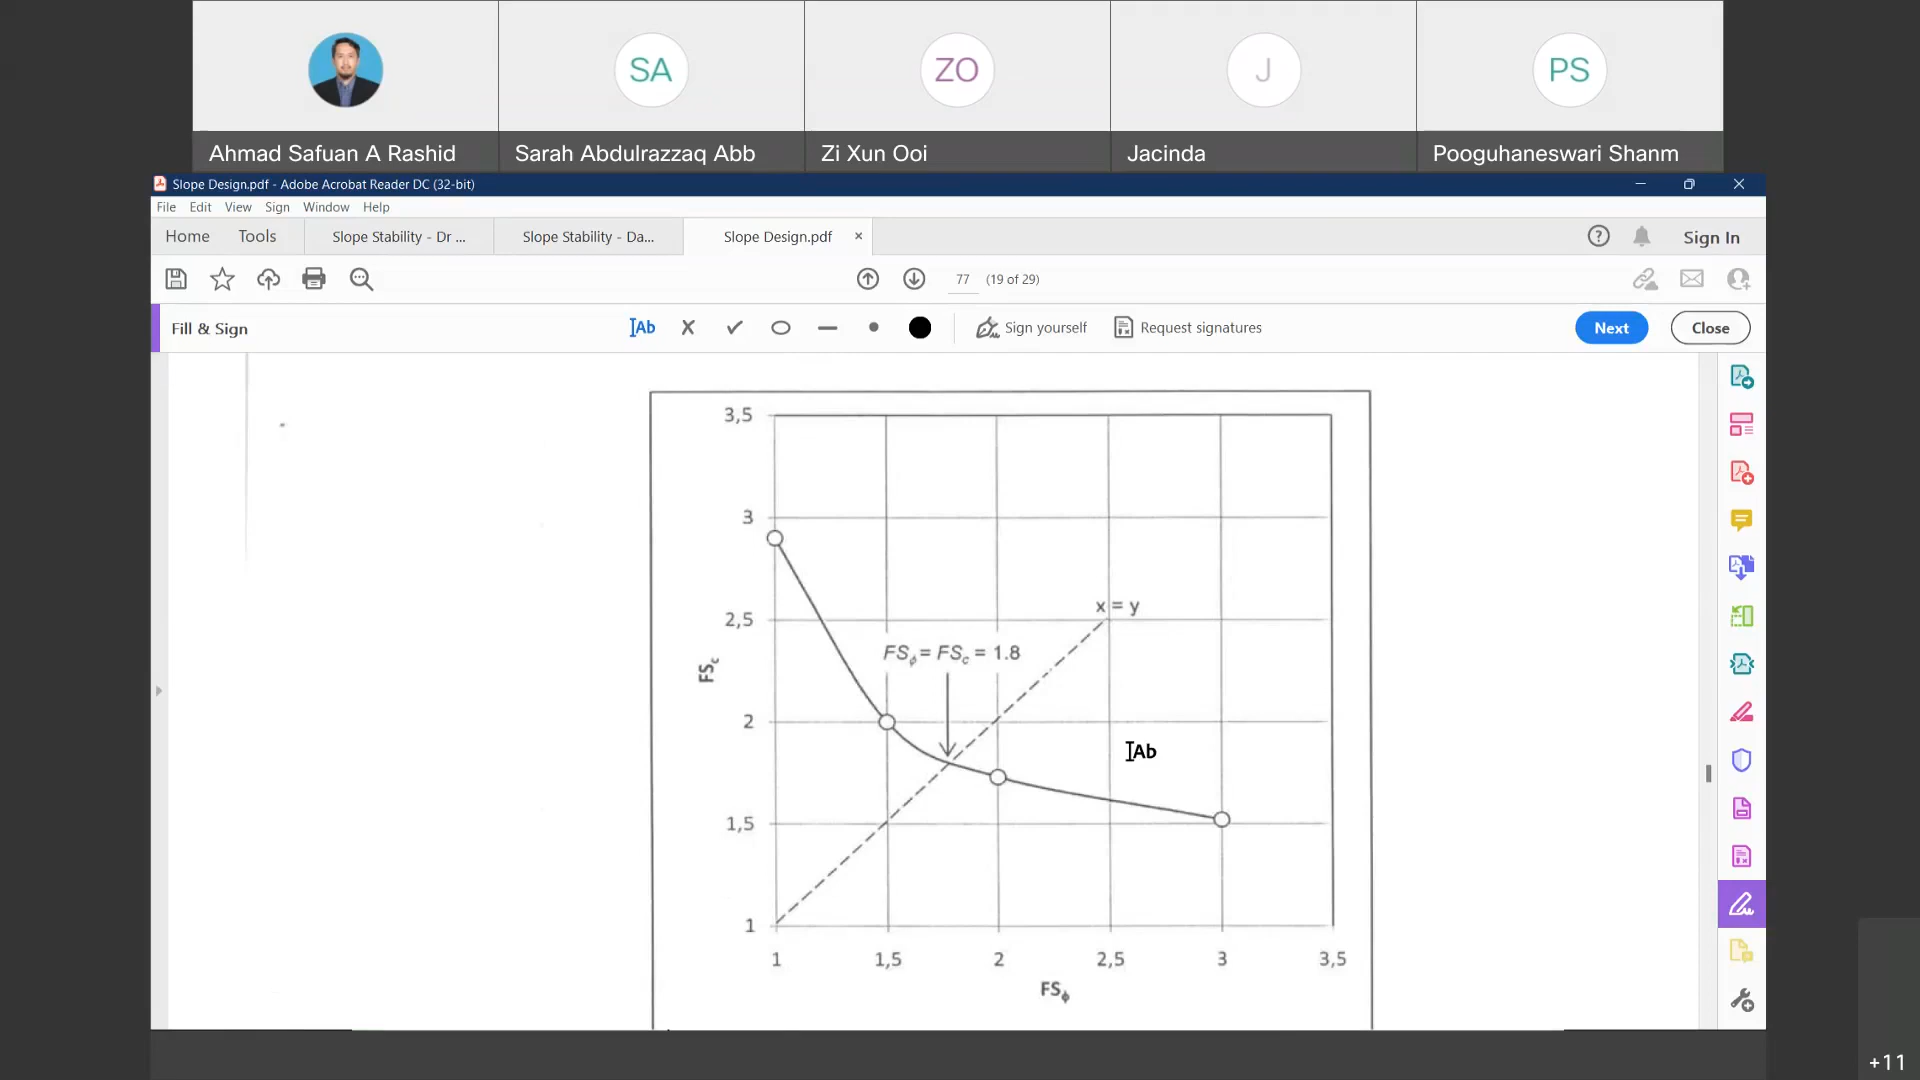 SA
ZO
J
PS
Ahmad Safuan A Rashid
Sarah Abdulrazzaq Abb
Zi Xun Ooi
Jacinda
Pooguhaneswari Shanm
Slope Design.pdf - Adobe Acrobat Reader DC (32-bit)
File Edit View Sign Window Help
Home Tools Slope Stability - Dr ... Slope Stability - Da... Slope Design.pdf × Sign In
77 (19 of 29)
Fill & Sign IAb Sign yourself Request signatures Next Close
3,5
3
2,5
2
1,5
1
FSc
x = y
FSϕ = FSc = 1.8
IAb
1 1,5 2 2,5 3 3,5
FSϕ
+11